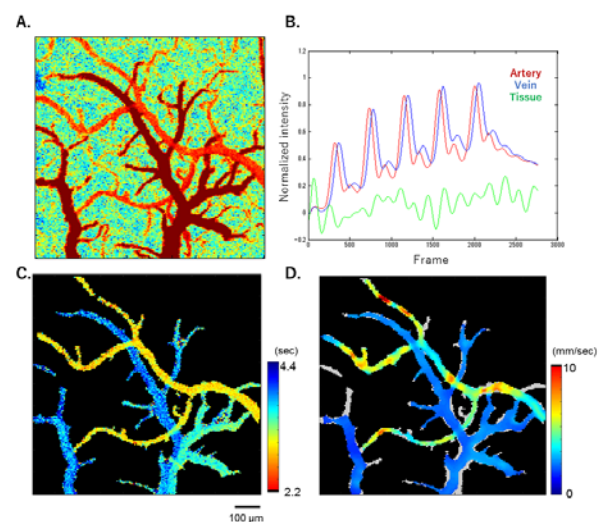 A.
B.
Artery
Vein
Tissue
Normalized intensity
1.2
1
0.8
0.6
0.4
0.2
0
-0.2
0
500
1000
1500
2000
2500
3000
Frame
C.
(sec)
4.4
2.2
100 µm
D.
(mm/sec)
10
0